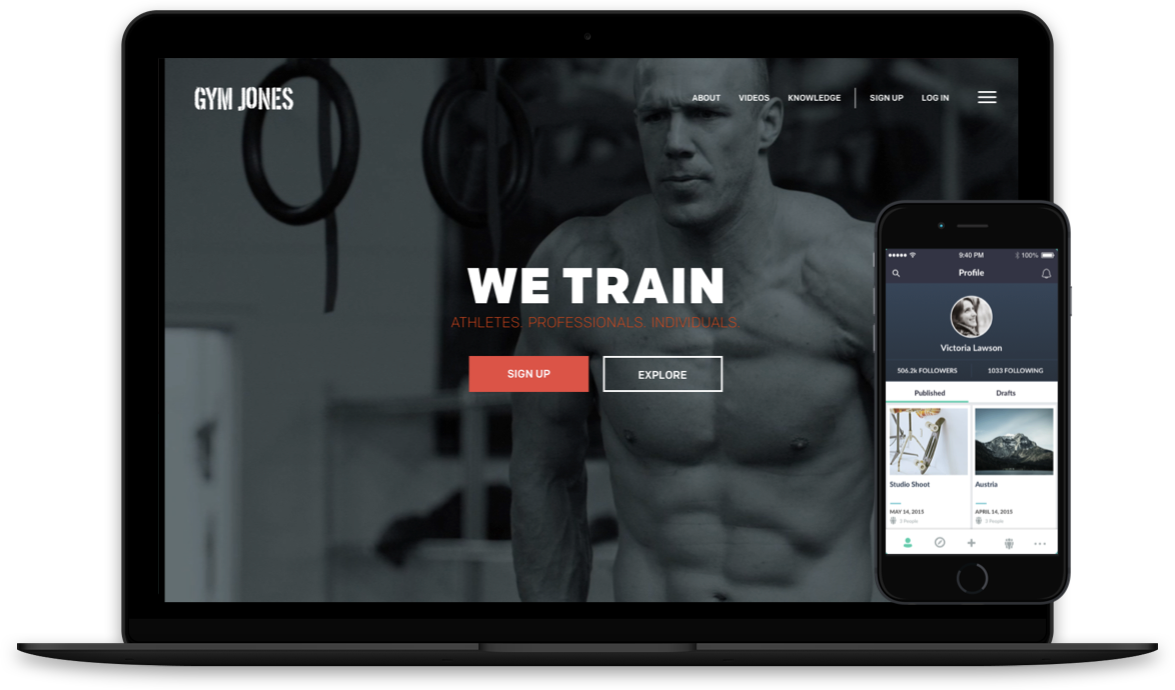 GYM JONES
ABOUT VIDEOS KNOWLEDGE SIGN UP LOG IN
WE TRAIN
ATHLETES. PROFESSIONALS. INDIVIDUALS.
SIGN UP EXPLORE
9:40 PM 100%
Profile
Victoria Lawson
506.2k FOLLOWERS 1033 FOLLOWING
Published Drafts
Studio Shoot Austria
MAY 14, 2015 APRIL 14, 2015
3 People 3 People